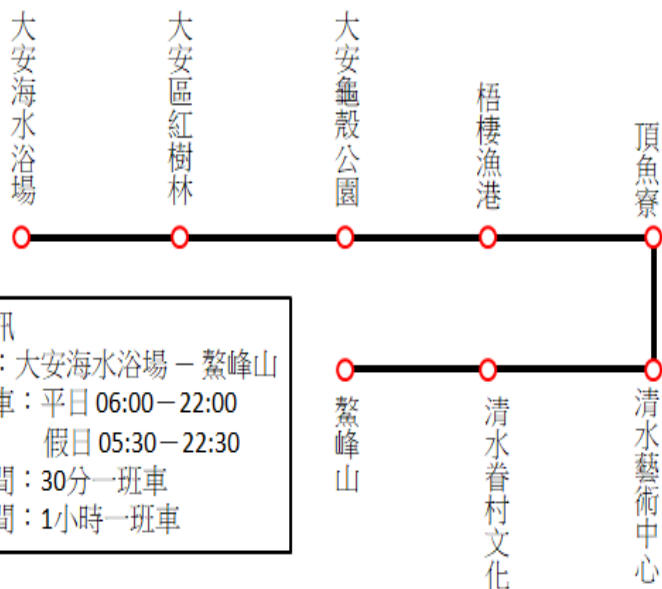 大安海水浴場
大安區紅樹林
大安龜殼公園
梧棲漁港
頂魚寮
清水藝術中心
清水眷村文化
鰲峰山
訊
：大安海水浴場－鰲峰山
車：平日 06:00－22:00
假日 05:30－22:30
間：30分一班車
間：1小時一班車